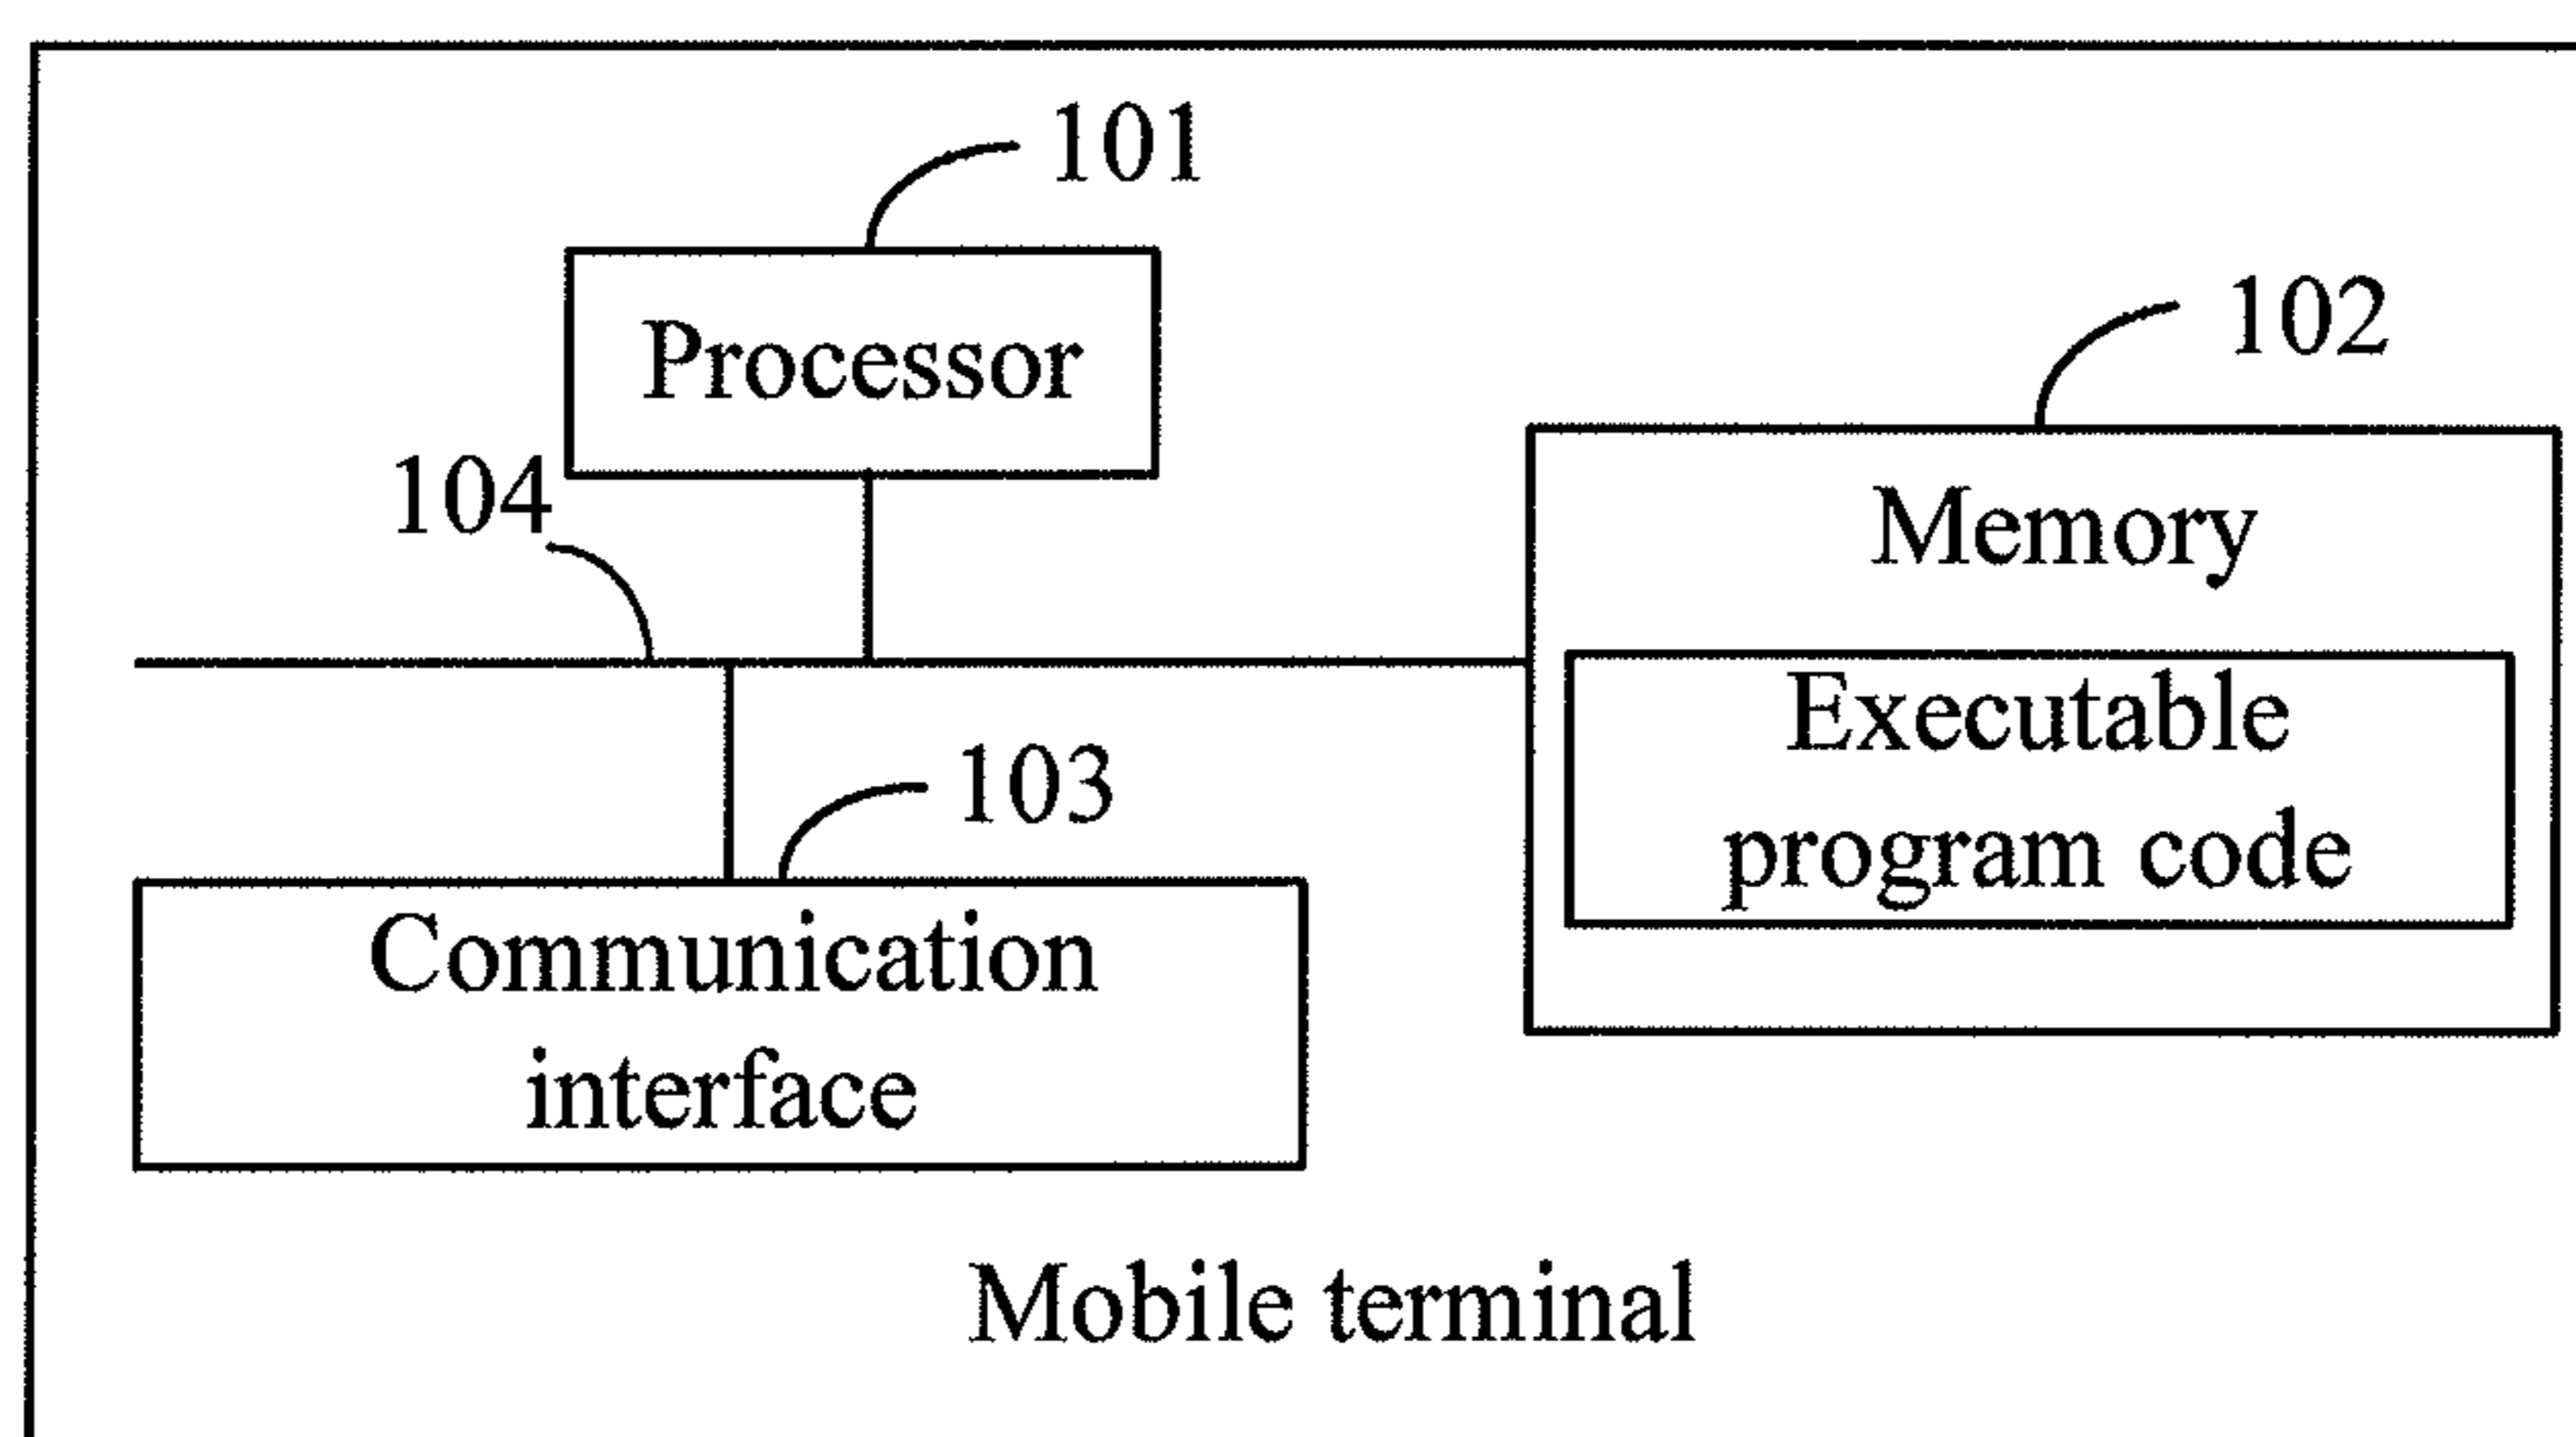 101
Processor
102
104
Memory
Executable
program code
103
Communication
interface
Mobile terminal